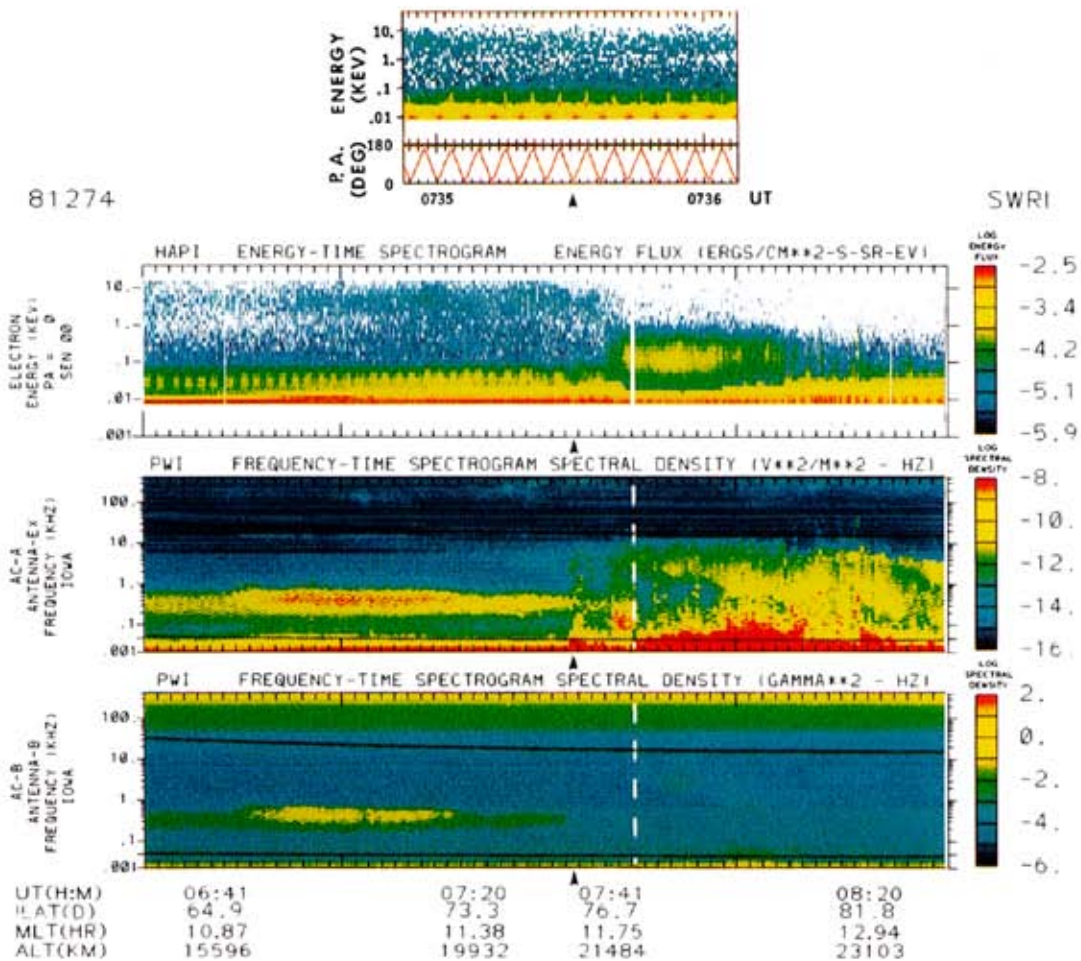 ENERGY (KEV)
10.
1.
.1
.01
P.A. (DEG)
180
0
0735 0736 UT
81274 SWRI
HAPI ENERGY-TIME SPECTROGRAM ENERGY FLUX (ERGS/CM**2-S-SR-EV)
LOG ENERGY FLUX
ELECTRON
ENERGY (KEV)
PA = 0
SEN 00
10.
1.
.1
.01
.001
-2.5
-3.4
-4.2
-5.1
-5.9
PWI FREQUENCY-TIME SPECTROGRAM SPECTRAL DENSITY (V**2/M**2 - HZ)
LOG SPECTRAL DENSITY
AC-A
ANTENNA-Ex
FREQUENCY (KHZ)
IOWA
100.
10.
1.
.1
.001
-8.
-10.
-12.
-14.
-16.
PWI FREQUENCY-TIME SPECTROGRAM SPECTRAL DENSITY (GAMMA**2 - HZ)
LOG SPECTRAL DENSITY
AC-B
ANTENNA-B
FREQUENCY (KHZ)
IOWA
100.
10.
1
.1
.001
2.
0.
-2.
-4.
-6.
UT(H:M) 06:41 07:20 07:41 08:20
ILAT(D) 64.9 73.3 76.7 81.8
MLT(HR) 10.87 11.38 11.75 12.94
ALT(KM) 15596 19932 21484 23103